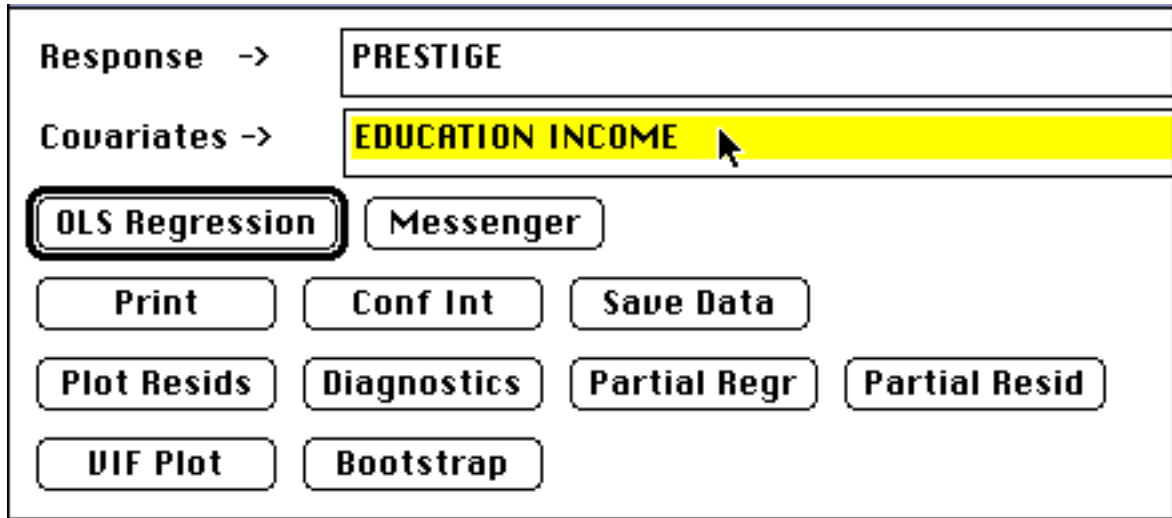 Response -> PRESTIGE
Covariates -> EDUCATION INCOME
OLS Regression Messenger
Print Conf Int Save Data
Plot Resids Diagnostics Partial Regr Partial Resid
VIF Plot Bootstrap